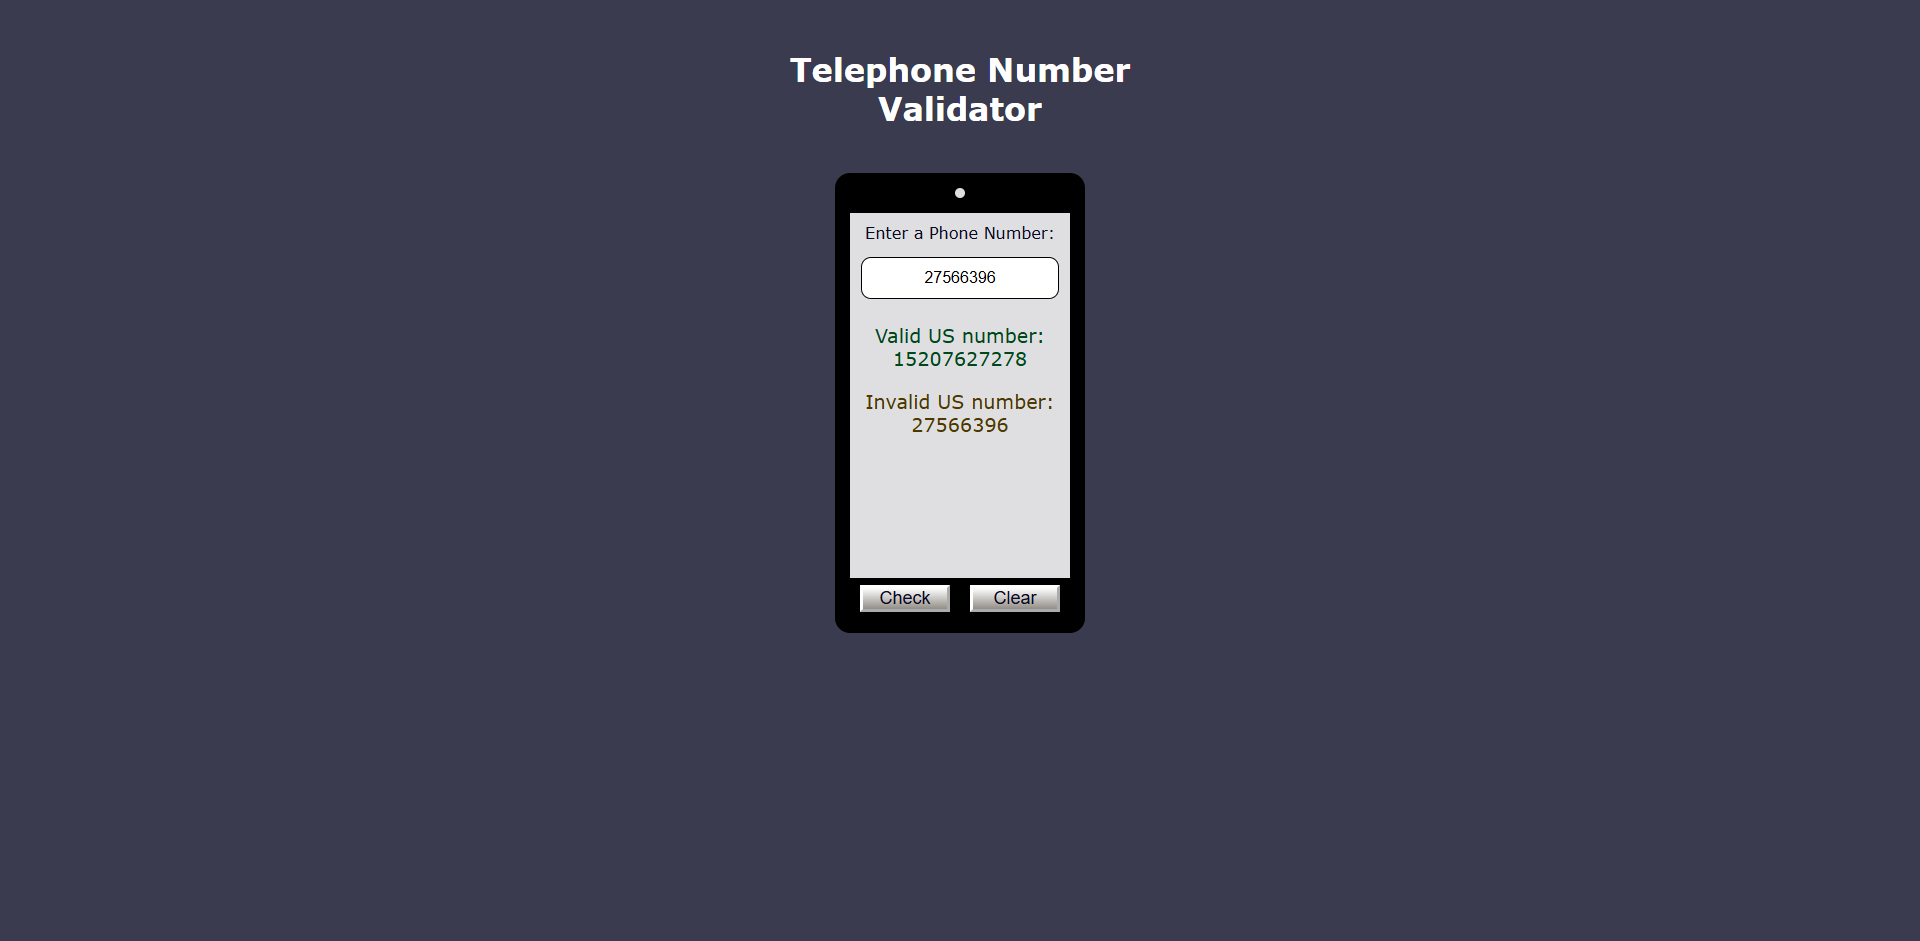 Telephone Number
Validator
Enter a Phone Number:
27566396
Valid US number:
15207627278
Invalid US number:
27566396
Check
Clear